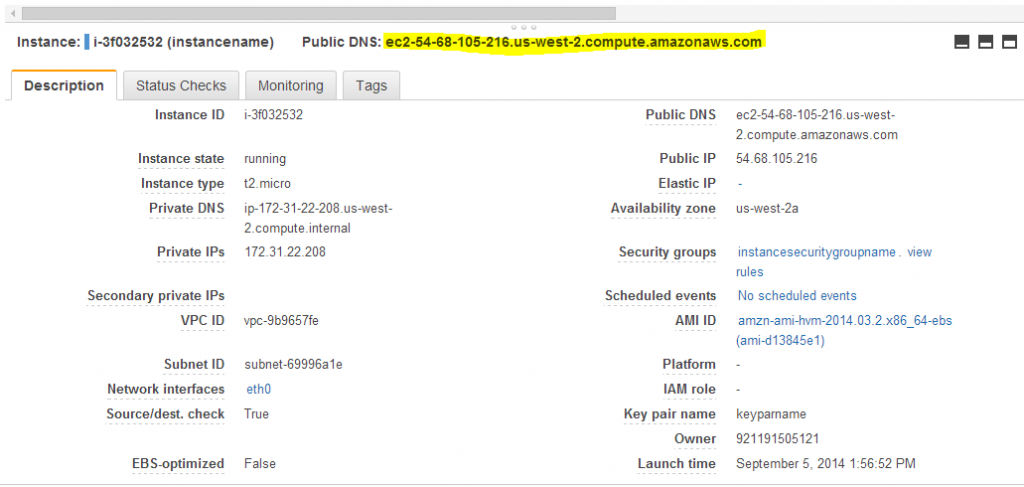 Instance: i-3f032532 (instancename) Public DNS: ec2-54-68-105-216.us-west-2.compute.amazonaws.com
Description Status Checks Monitoring Tags
Instance ID i-3f032532 Public DNS ec2-54-68-105-216.us-west-
2.compute.amazonaws.com
Instance state running Public IP 54.68.105.216
Instance type t2.micro Elastic IP -
Private DNS ip-172-31-22-208.us-west- Availability zone us-west-2a
2.compute.internal
Private IPs 172.31.22.208 Security groups instancesecuritygroupname. view
rules
Secondary private IPs Scheduled events No scheduled events
VPC ID vpc-9b9657fe AMI ID amzn-ami-hvm-2014.03.2.x86_64-ebs
(ami-d13845e1)
Subnet ID subnet-69996a1e Platform -
Network interfaces eth0 IAM role -
Source/dest. check True Key pair name keyparname
Owner 921191505121
EBS-optimized False Launch time September 5, 2014 1:56:52 PM